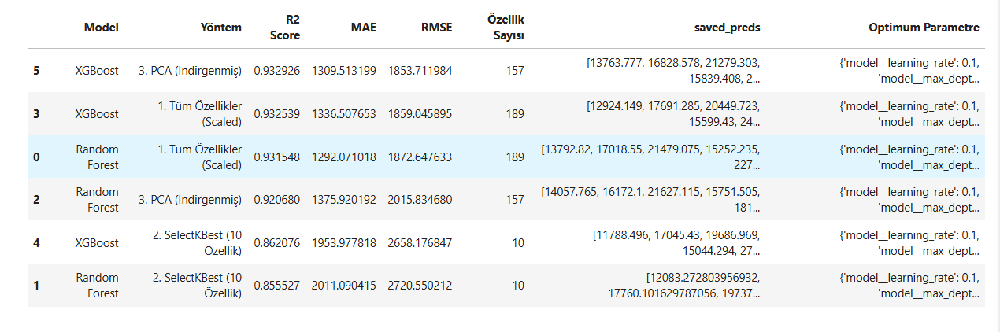 Model Yöntem R2 Score MAE RMSE Özellik Sayısı saved_preds Optimum Parametre
5 XGBoost 3. PCA (İndirgenmiş) 0.932926 1309.513199 1853.711984 157 [13763.777, 16828.578, 21279.303, 15839.408, 2... {'model__learning_rate': 0.1, 'model__max_dept...
3 XGBoost 1. Tüm Özellikler (Scaled) 0.932539 1336.507653 1859.045895 189 [12924.149, 17691.285, 20449.723, 15599.43, 24... {'model__learning_rate': 0.1, 'model__max_dept...
0 Random Forest 1. Tüm Özellikler (Scaled) 0.931548 1292.071018 1872.647633 189 [13792.82, 17018.55, 21479.075, 15252.235, 227... {'model__learning_rate': 0.1, 'model__max_dept...
2 Random Forest 3. PCA (İndirgenmiş) 0.920680 1375.920192 2015.834680 157 [14057.765, 16172.1, 21627.115, 15751.505, 181... {'model__learning_rate': 0.1, 'model__max_dept...
4 XGBoost 2. SelectKBest (10 Özellik) 0.862076 1953.977818 2658.176847 10 [11788.496, 17045.43, 19686.969, 15044.294, 27... {'model__learning_rate': 0.1, 'model__max_dept...
1 Random Forest 2. SelectKBest (10 Özellik) 0.855527 2011.090415 2720.550212 10 [12083.272803956932, 17760.101629787056, 19737... {'model__learning_rate': 0.1, 'model__max_dept...